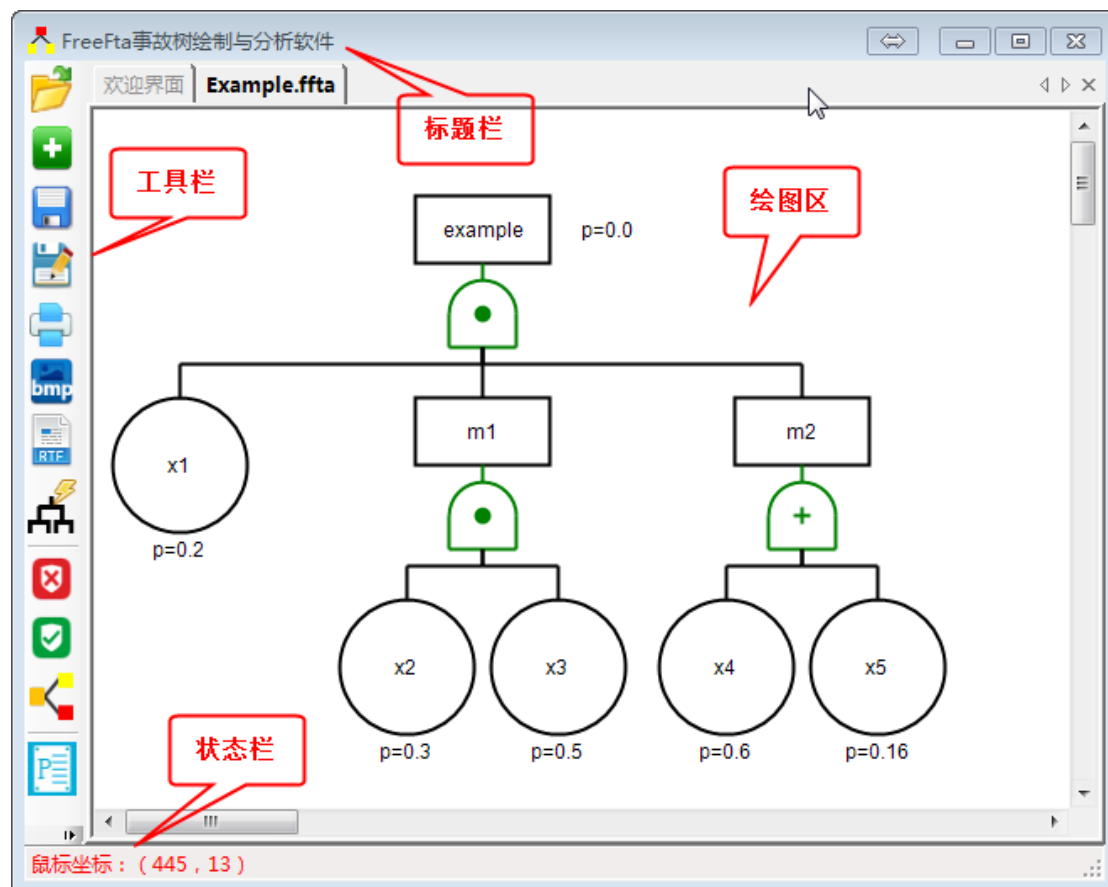 FreeFta事故树绘制与分析软件
欢迎界面 Example.ffta
标题栏
工具栏
绘图区
example p=0.0
bmp
m1 m2
x1
RTF
p=0.2
x2 x3 x4 x5
p=0.3 p=0.5 p=0.6 p=0.16
状态栏
P
鼠标坐标：（445，13）